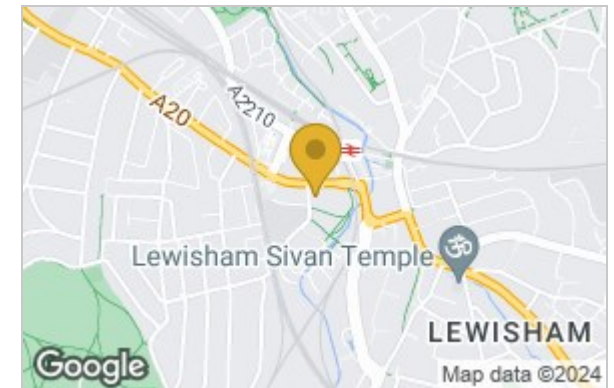 A20
A2210
Lewisham Sivan Temple
ॐ
LEWISHAM
Google
Map data ©2024